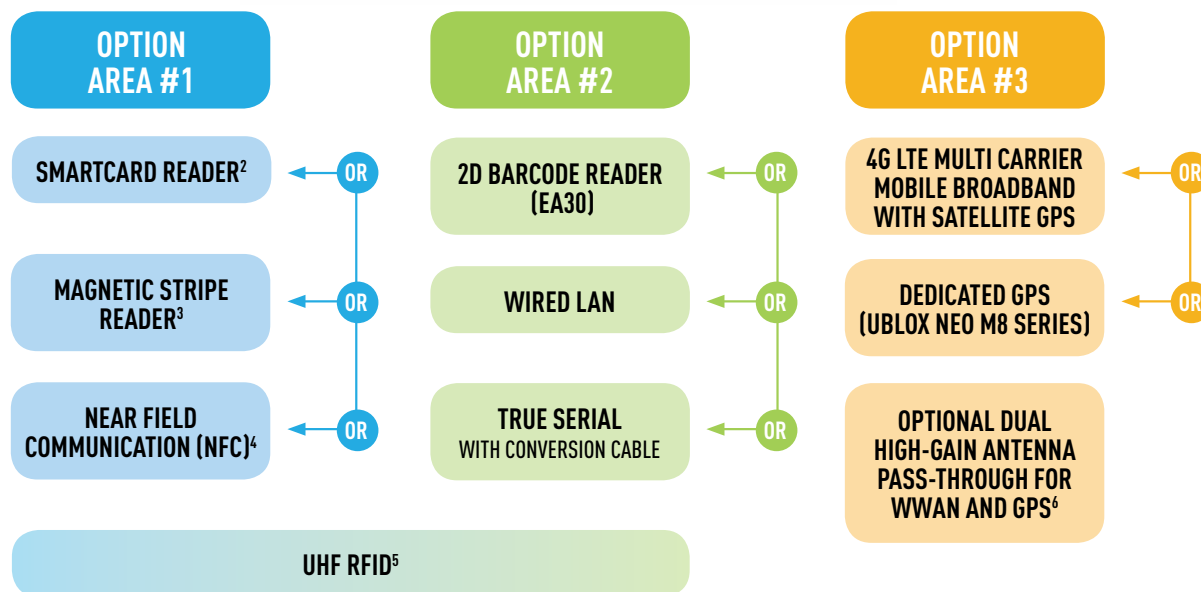 OPTION
AREA #1
SMARTCARD READER²
OR
MAGNETIC STRIPE
READER³
OR
NEAR FIELD
COMMUNICATION (NFC)⁴
OR
OPTION
AREA #2
2D BARCODE READER
(EA30)
OR
WIRED LAN
OR
TRUE SERIAL
WITH CONVERSION CABLE
OR
UHF RFID⁵
OPTION
AREA #3
4G LTE MULTI CARRIER
MOBILE BROADBAND
WITH SATELLITE GPS
OR
DEDICATED GPS
(UBLOX NEO M8 SERIES)
OR
OPTIONAL DUAL
HIGH-GAIN ANTENNA
PASS-THROUGH FOR
WWAN AND GPS⁶